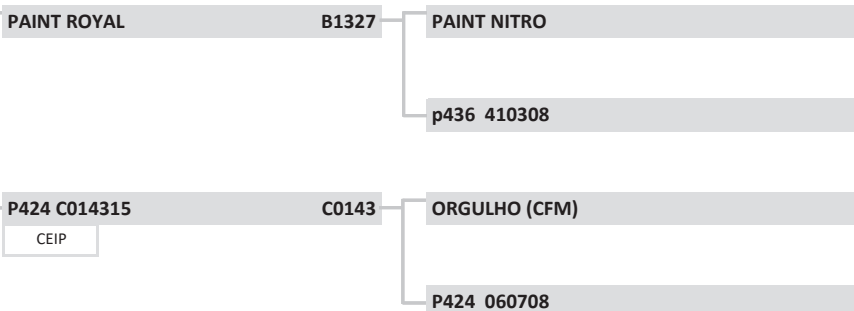 PAINT ROYAL B1327 PAINT NITRO
p436 410308
P424 C014315 C0143 ORGULHO (CFM)
CEIP
P424 060708